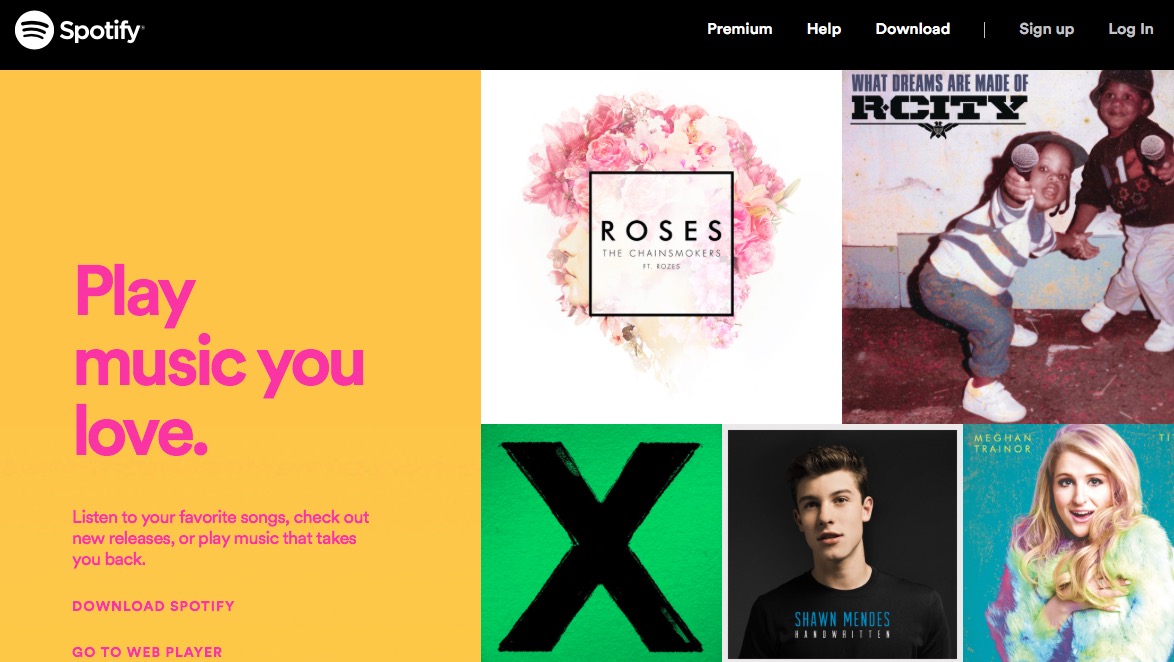 Spotify
Premium
Help
Download
Sign up
Log In
Play
music you
love.
Listen to your favorite songs, check out
new releases, or play music that takes
you back.
DOWNLOAD SPOTIFY
GO TO WEB PLAYER
ROSES
THE CHAINSMOKERS
FT. ROZES
WHAT DREAMS ARE MADE OF
R•CITY
X
SHAWN MENDES
HANDWRITTEN
MEGHAN
TRAINOR
TI